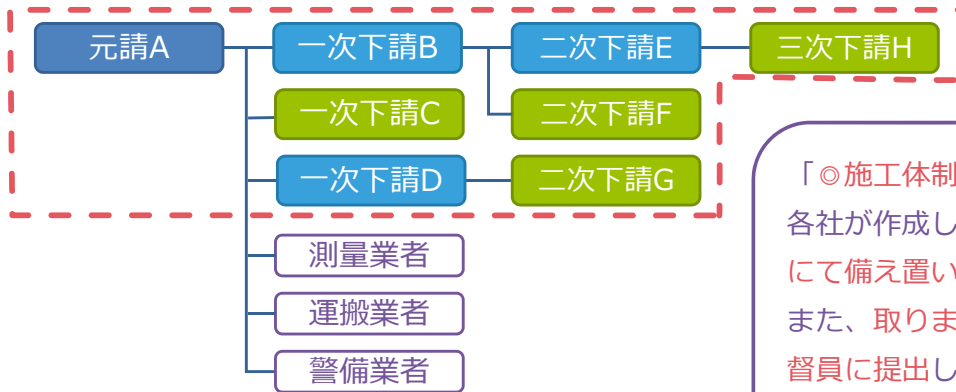 元請A
一次下請B
二次下請E
三次下請H
一次下請C
二次下請F
一次下請D
二次下請G
測量業者
運搬業者
警備業者
「◎施工体制
各社が作成し
にて備え置い
また、取りま
督員に提出し